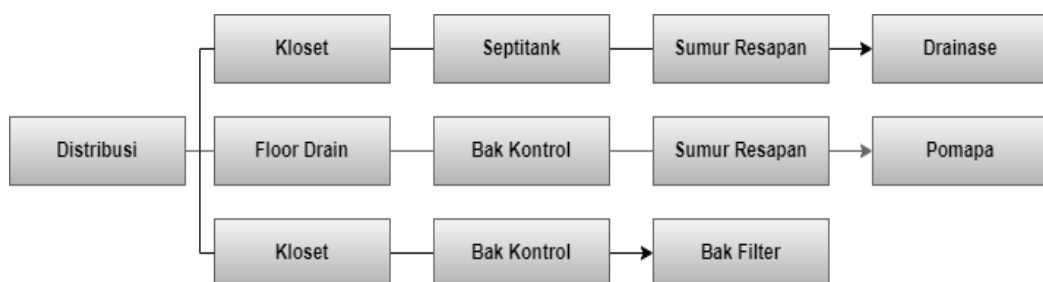 Kloset
Septitank
Sumur Resapan
Drainase
Distribusi
Floor Drain
Bak Kontrol
Sumur Resapan
Pomapa
Kloset
Bak Kontrol
Bak Filter